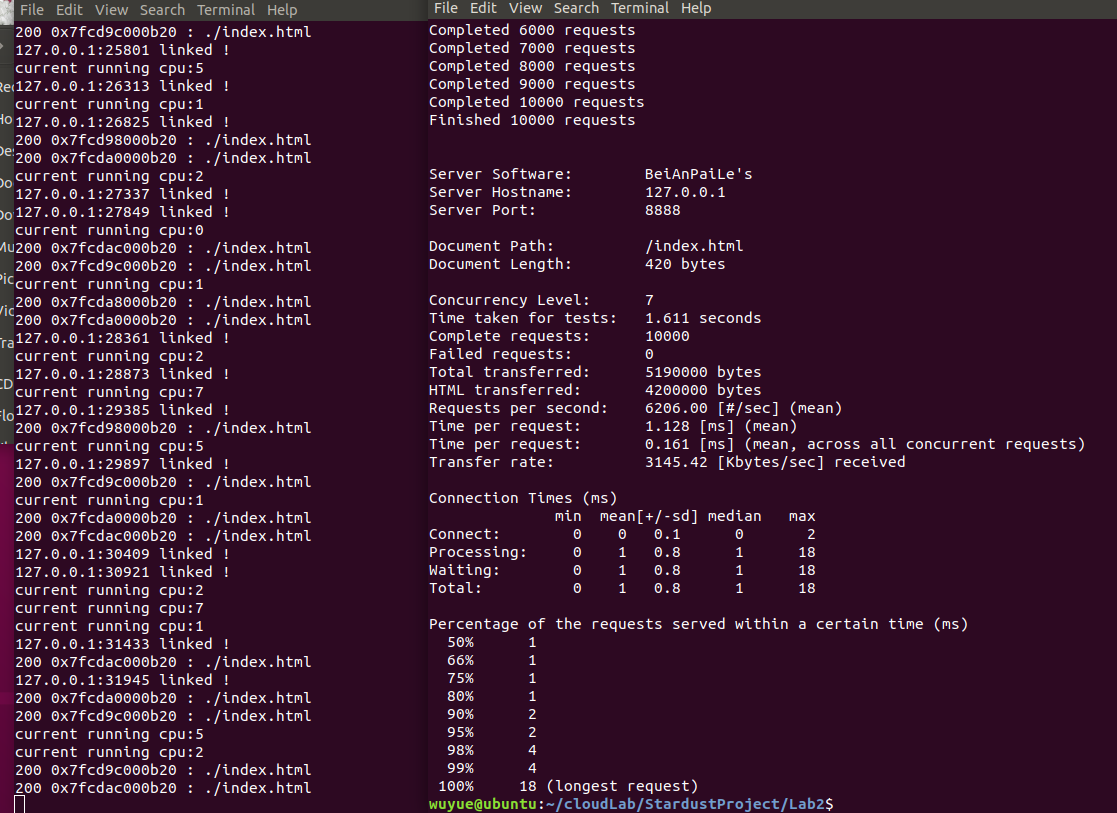 File Edit View Search Terminal Help
200 0x7fcd9c000b20 : ./index.html
127.0.0.1:25801 linked !
current running cpu:5
127.0.0.1:26313 linked !
current running cpu:1
127.0.0.1:26825 linked !
200 0x7fcd98000b20 : ./index.html
200 0x7fcda0000b20 : ./index.html
current running cpu:2
127.0.0.1:27337 linked !
127.0.0.1:27849 linked !
current running cpu:0
200 0x7fcdac000b20 : ./index.html
200 0x7fcd9c000b20 : ./index.html
current running cpu:1
200 0x7fcda8000b20 : ./index.html
200 0x7fcda0000b20 : ./index.html
127.0.0.1:28361 linked !
current running cpu:2
127.0.0.1:28873 linked !
current running cpu:7
127.0.0.1:29385 linked !
200 0x7fcd98000b20 : ./index.html
current running cpu:5
127.0.0.1:29897 linked !
200 0x7fcd9c000b20 : ./index.html
current running cpu:1
200 0x7fcda0000b20 : ./index.html
200 0x7fcdac000b20 : ./index.html
127.0.0.1:30409 linked !
127.0.0.1:30921 linked !
current running cpu:2
current running cpu:7
current running cpu:1
127.0.0.1:31433 linked !
200 0x7fcdac000b20 : ./index.html
127.0.0.1:31945 linked !
200 0x7fcda0000b20 : ./index.html
200 0x7fcd9c000b20 : ./index.html
current running cpu:5
current running cpu:2
200 0x7fcd9c000b20 : ./index.html
200 0x7fcdac000b20 : ./index.html
File Edit View Search Terminal Help
Completed 6000 requests
Completed 7000 requests
Completed 8000 requests
Completed 9000 requests
Completed 10000 requests
Finished 10000 requests
Server Software: BeiAnPaiLe's
Server Hostname: 127.0.0.1
Server Port: 8888
Document Path: /index.html
Document Length: 420 bytes
Concurrency Level: 7
Time taken for tests: 1.611 seconds
Complete requests: 10000
Failed requests: 0
Total transferred: 5190000 bytes
HTML transferred: 4200000 bytes
Requests per second: 6206.00 [#/sec] (mean)
Time per request: 1.128 [ms] (mean)
Time per request: 0.161 [ms] (mean, across all concurrent requests)
Transfer rate: 3145.42 [Kbytes/sec] received
Connection Times (ms)
min mean[+/-sd] median max
Connect: 0 0 0.1 0 2
Processing: 0 1 0.8 1 18
Waiting: 0 1 0.8 1 18
Total: 0 1 0.8 1 18
Percentage of the requests served within a certain time (ms)
50% 1
66% 1
75% 1
80% 1
90% 2
95% 2
98% 4
99% 4
100% 18 (longest request)
wuyue@ubuntu:~/cloudLab/StardustProject/Lab2$